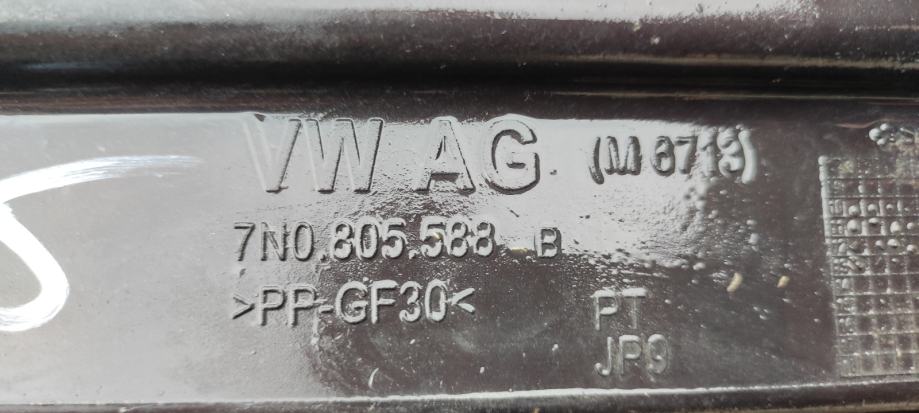 VW AG (M 6713)
7N0.805.588 B
>PP-GF30< PT
JP9